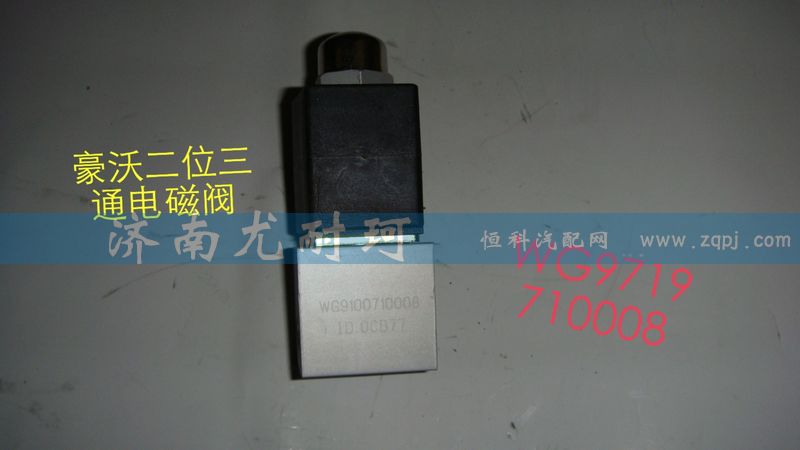 豪沃二位三
通电磁阀
济南尤耐珂
恒科汽配网
www.zqpj.com
WG9719
710008
WG9100710008
ID.0CB77